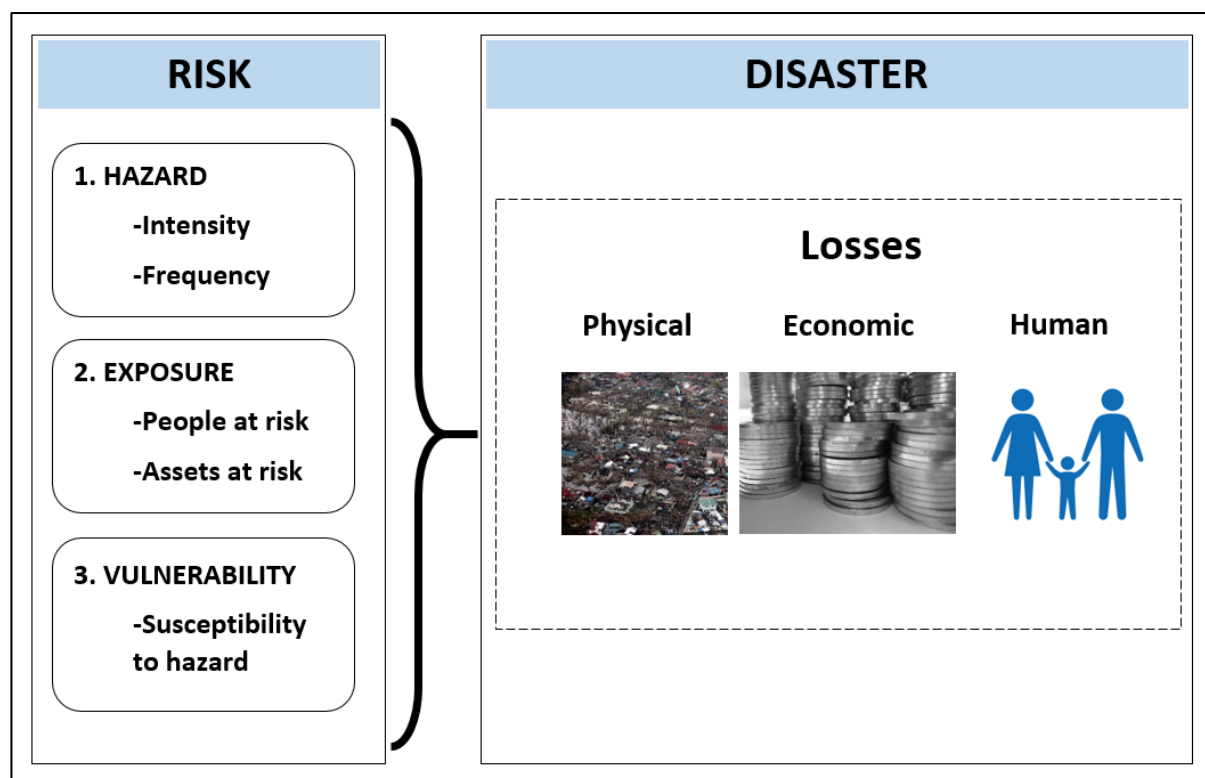 RISK
1. HAZARD
-Intensity
-Frequency
2. EXPOSURE
-People at risk
-Assets at risk
3. VULNERABILITY
-Susceptibility
to hazard
DISASTER
Losses
Physical
Economic
Human